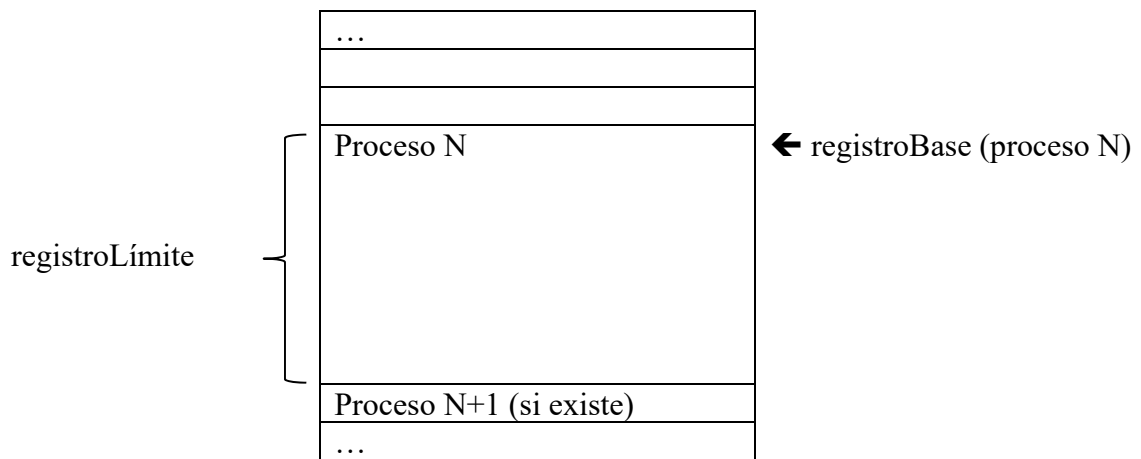 …
Proceso N
🡸 registroBase (proceso N)
registroLímite
Proceso N+1 (si existe)
…